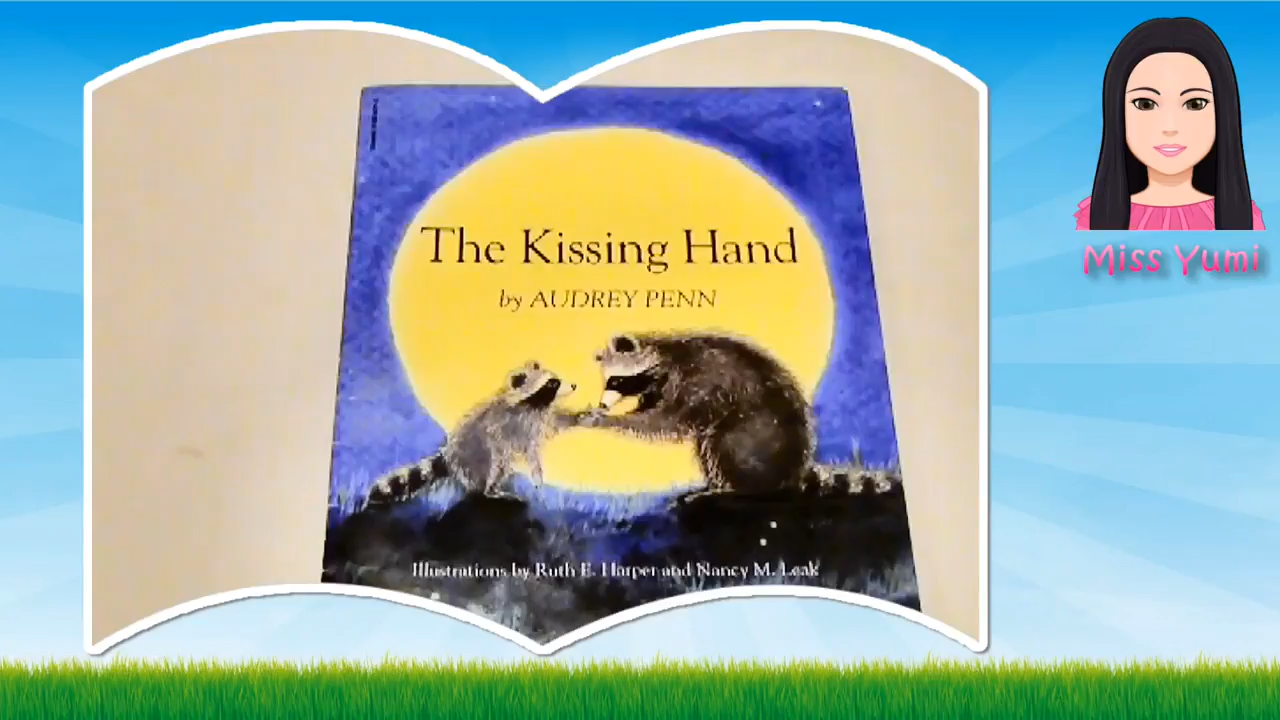 The Kissing Hand
by AUDREY PENN
Illustrations by Ruth E. Harper and Nancy M. Leak
Miss Yumi